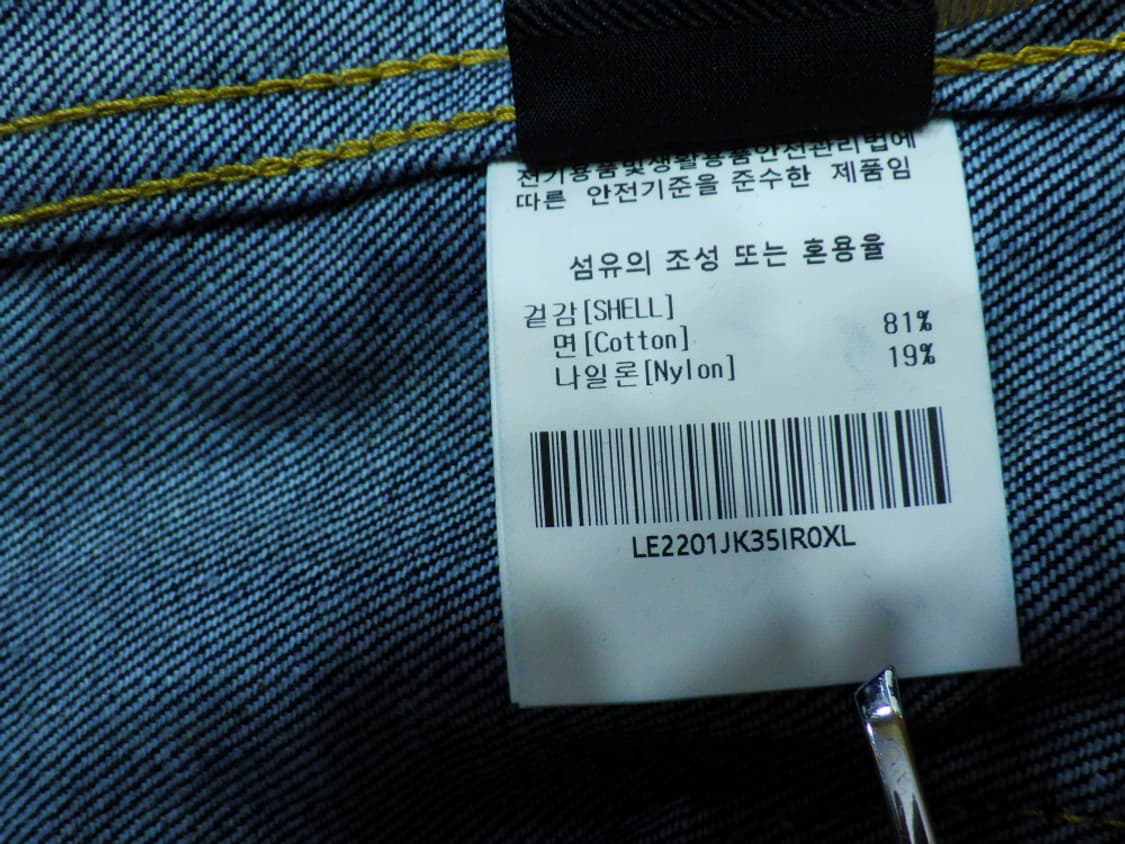 전기용품및생활용품안전관리법에
따른 안전기준을 준수한 제품임
섬유의 조성 또는 혼용율
겉감[SHELL]
면[Cotton] 81%
나일론[Nylon] 19%
LE2201JK35IR0XL